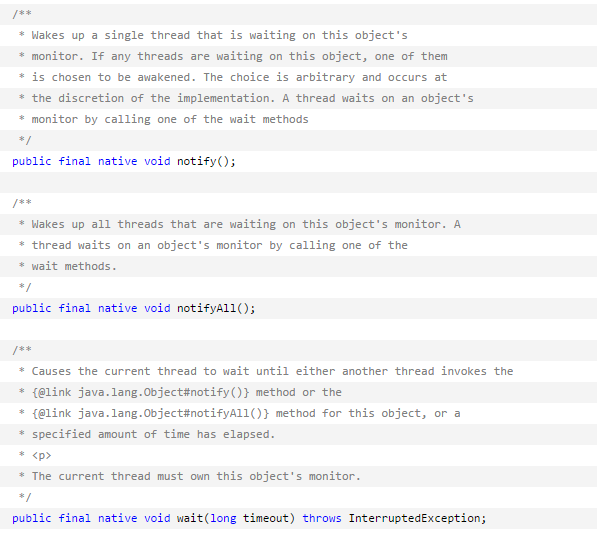 /**
 * Wakes up a single thread that is waiting on this object's
 * monitor. If any threads are waiting on this object, one of them
 * is chosen to be awakened. The choice is arbitrary and occurs at
 * the discretion of the implementation. A thread waits on an object's
 * monitor by calling one of the wait methods
 */
public final native void notify();

/**
 * Wakes up all threads that are waiting on this object's monitor. A
 * thread waits on an object's monitor by calling one of the
 * wait methods.
 */
public final native void notifyAll();

/**
 * Causes the current thread to wait until either another thread invokes the
 * {@link java.lang.Object#notify()} method or the
 * {@link java.lang.Object#notifyAll()} method for this object, or a
 * specified amount of time has elapsed.
 * <p>
 * The current thread must own this object's monitor.
 */
public final native void wait(long timeout) throws InterruptedException;